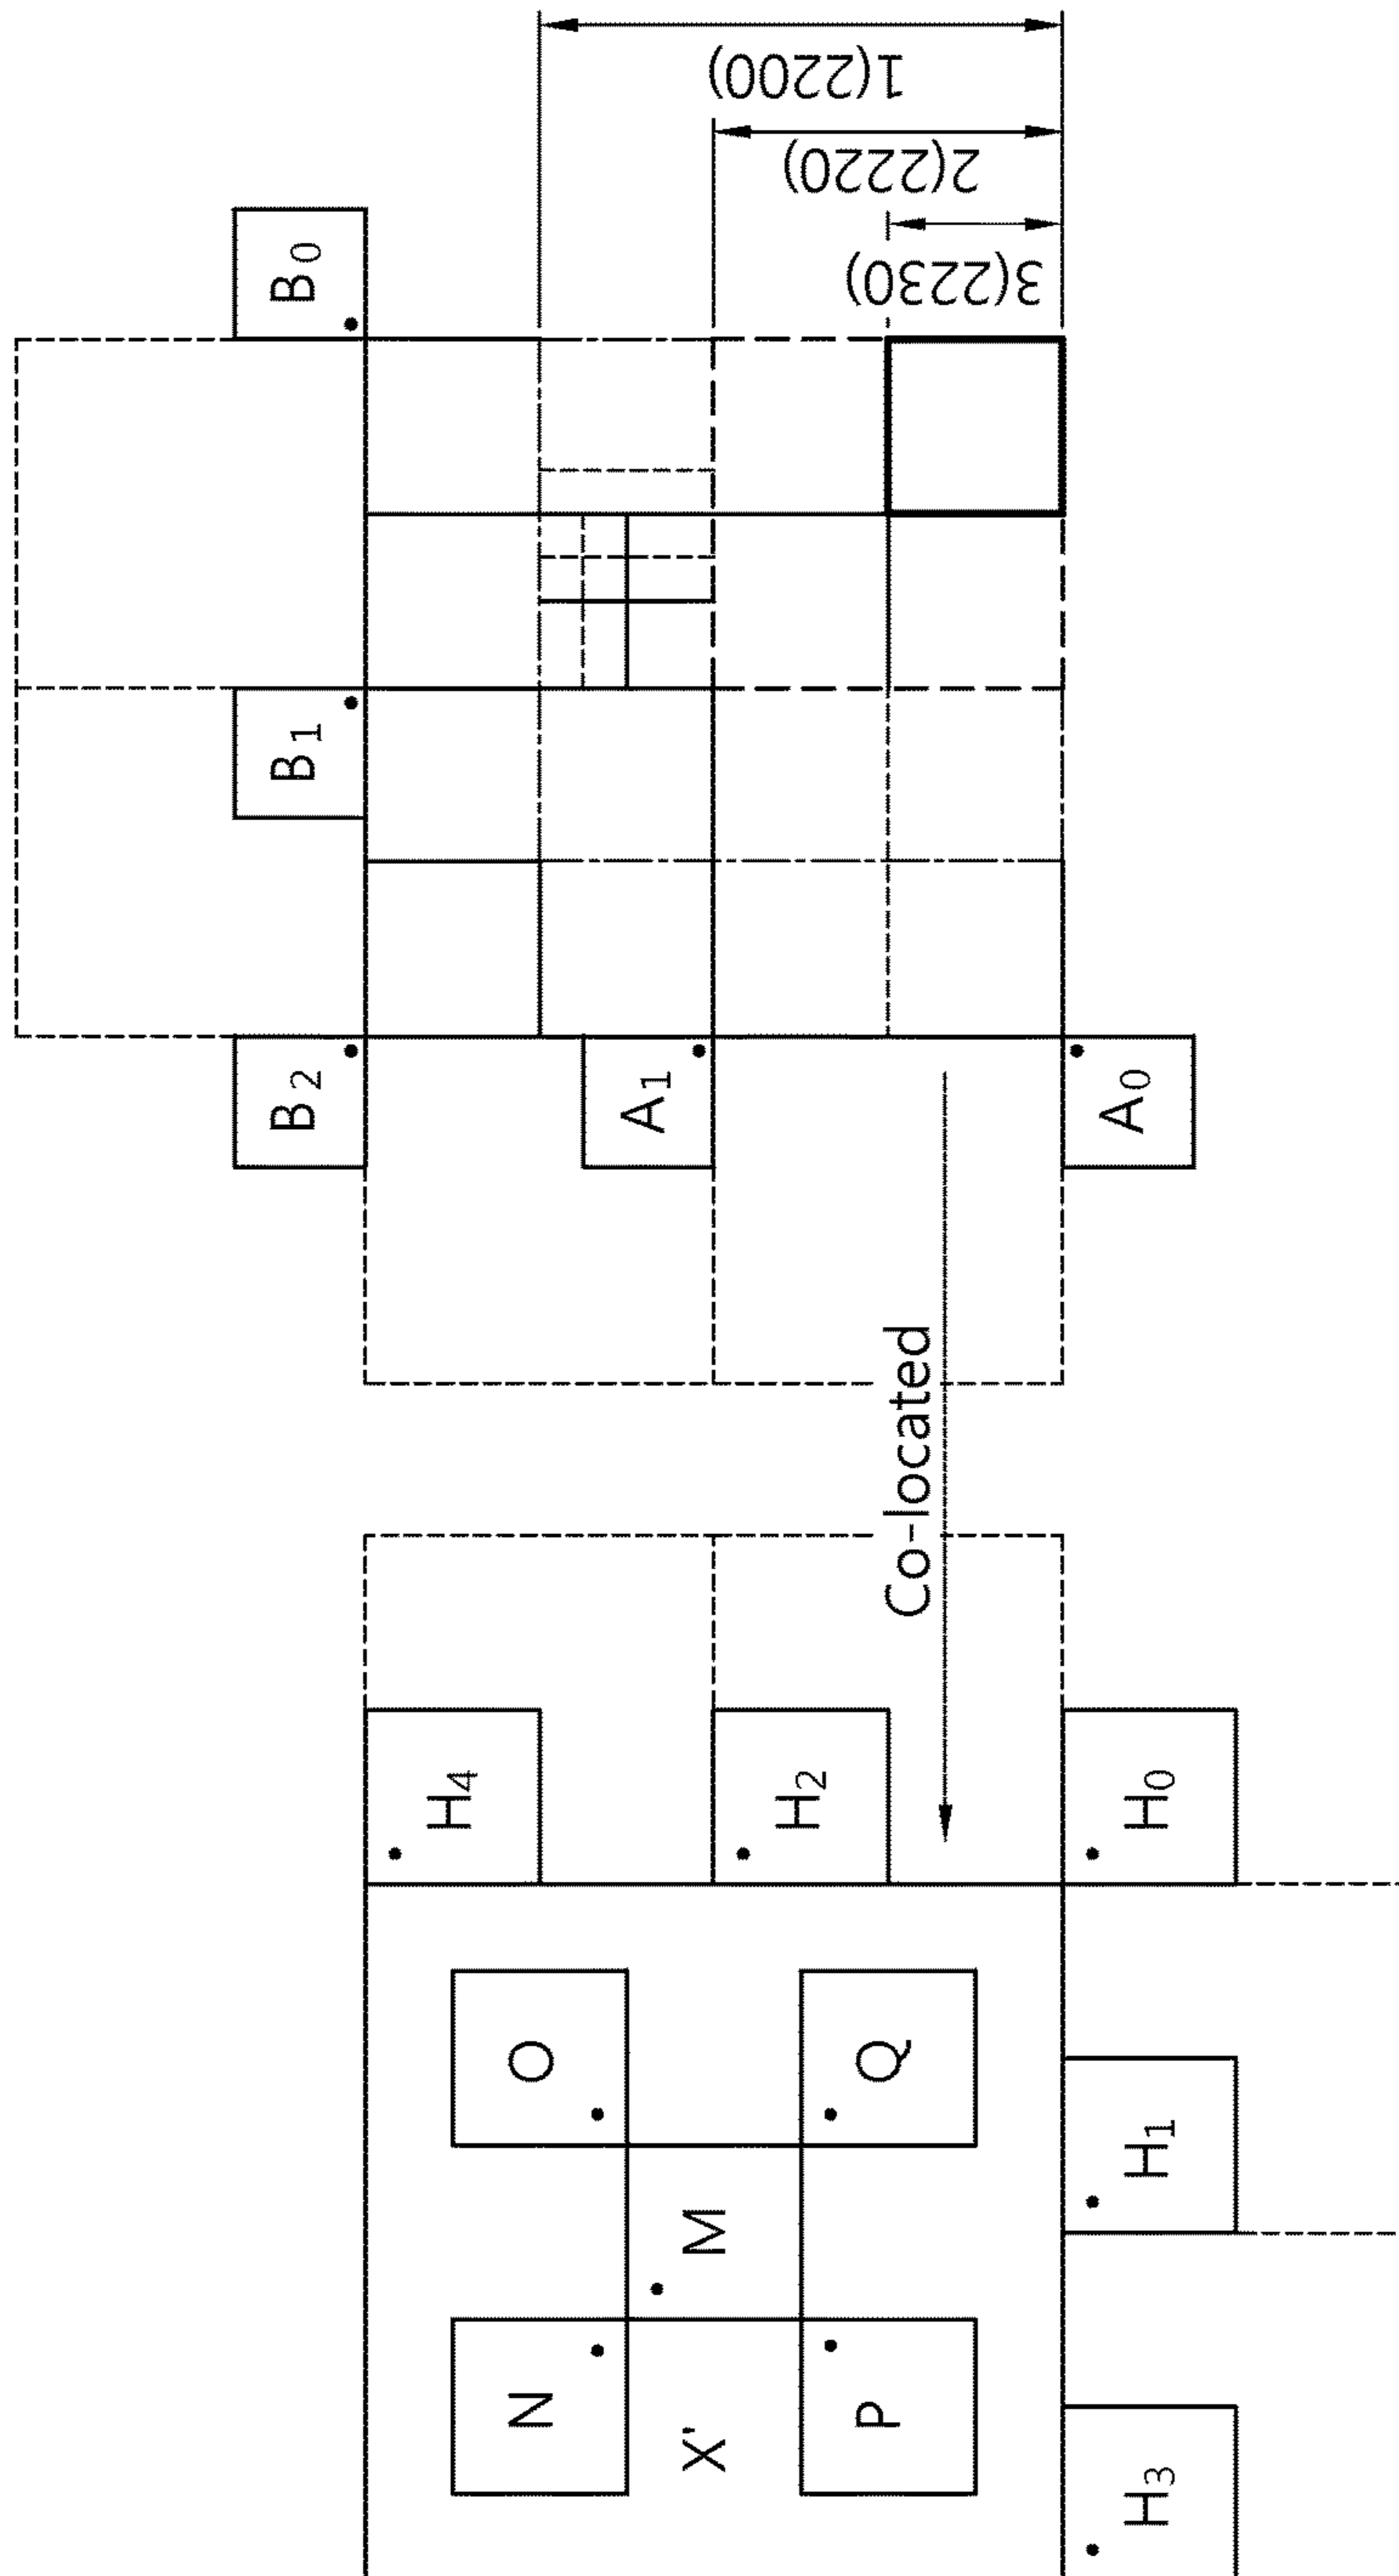 1(2200)
2(2220)
3(2230)
B0
B1
B2
A1
A0
Co-located
H4
H2
H0
O
Q
M
H1
N
X'
P
H3